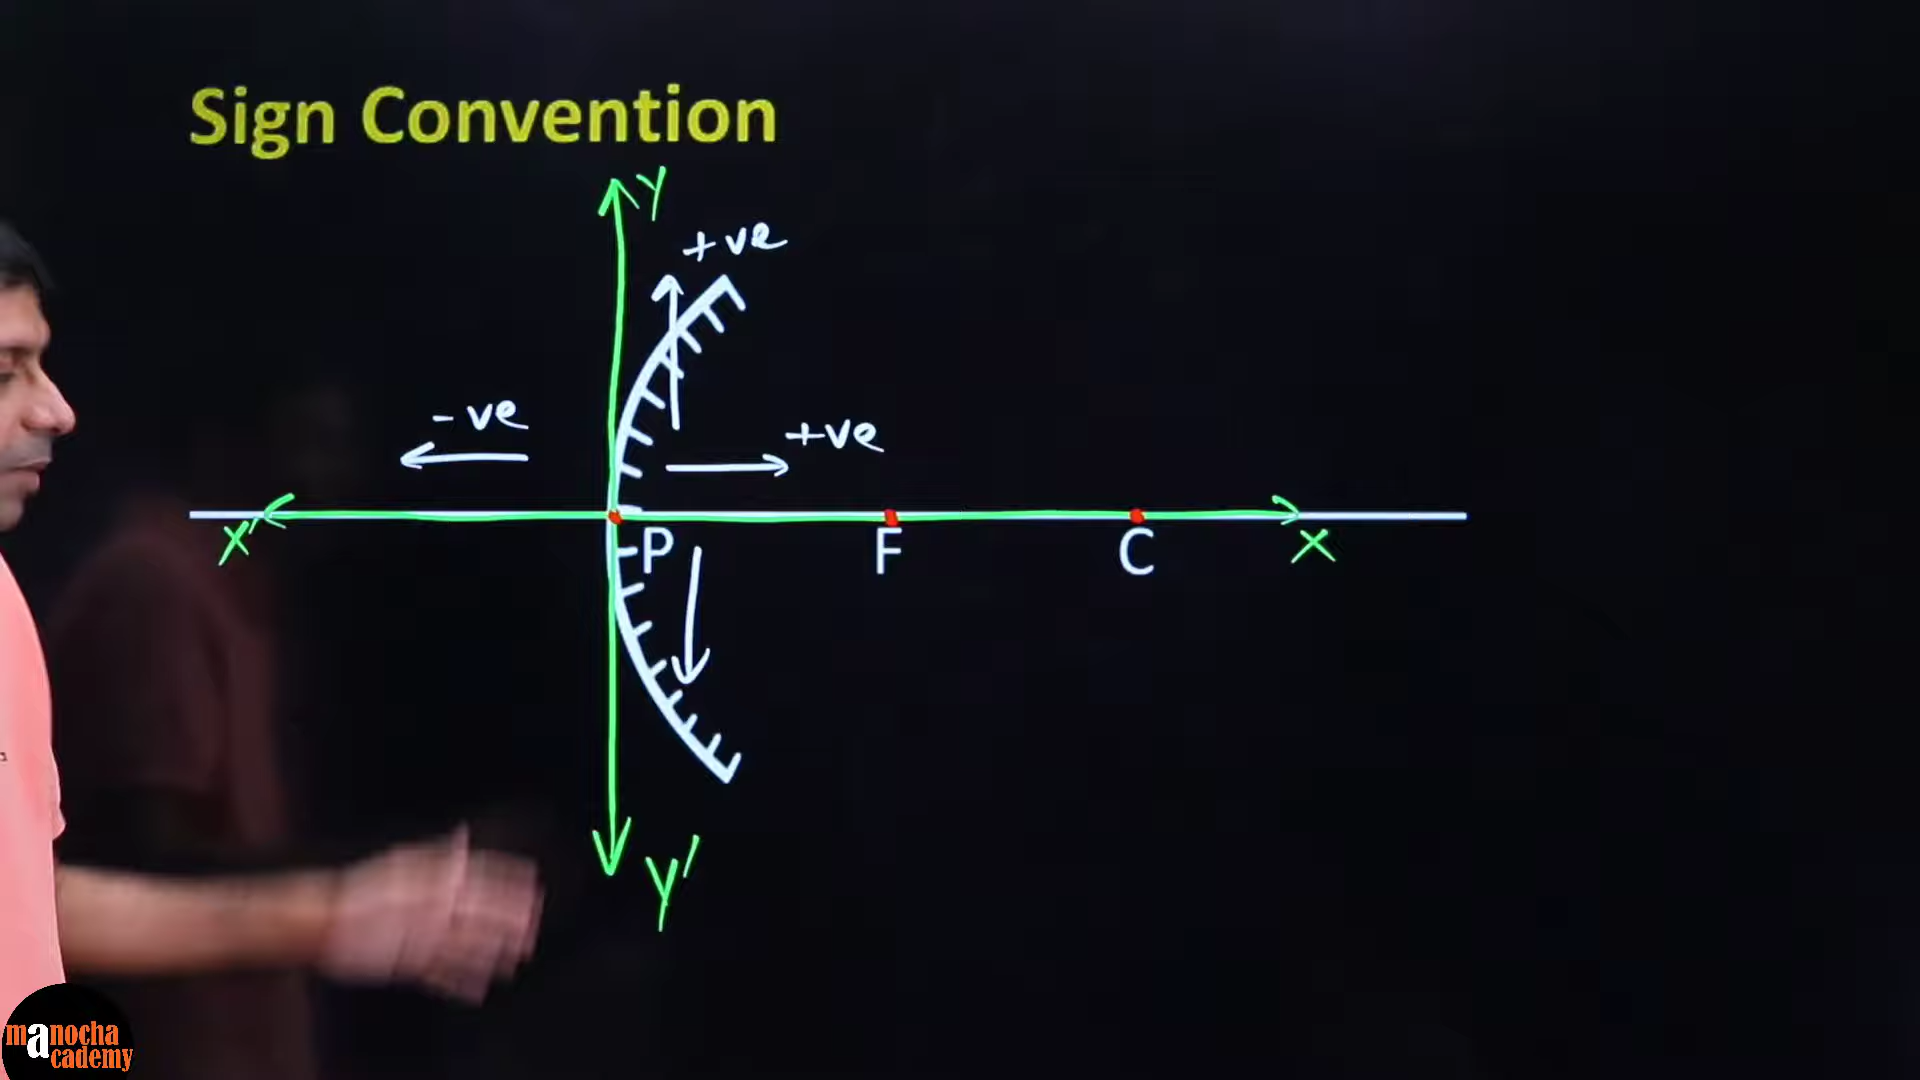 Sign Convention
Y
+ve
-ve
+ve
X'
P
F
C
X
Y'
manocha
academy